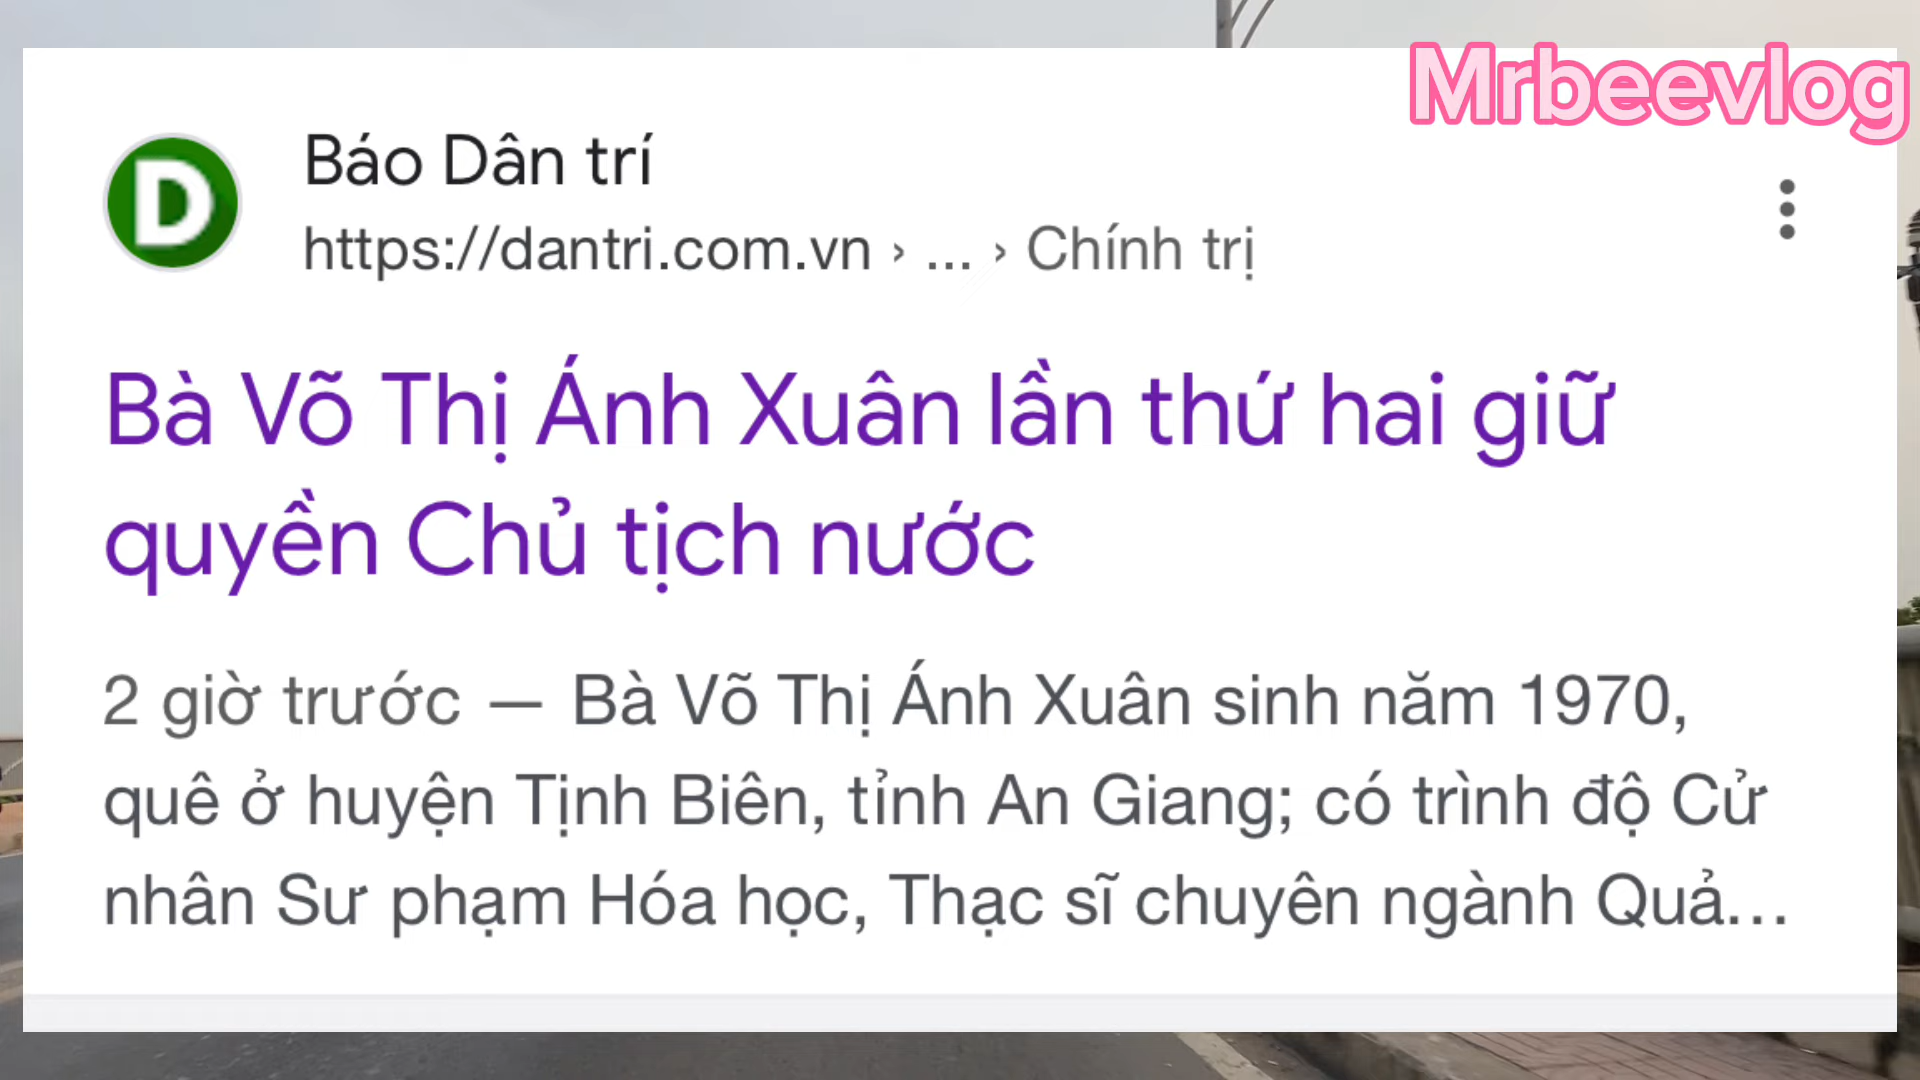 Mrbeevlog
D
Báo Dân trí
https://dantri.com.vn › ... › Chính trị
Bà Võ Thị Ánh Xuân lần thứ hai giữ
quyền Chủ tịch nước
2 giờ trước — Bà Võ Thị Ánh Xuân sinh năm 1970,
quê ở huyện Tịnh Biên, tỉnh An Giang; có trình độ Cử
nhân Sư phạm Hóa học, Thạc sĩ chuyên ngành Quả...